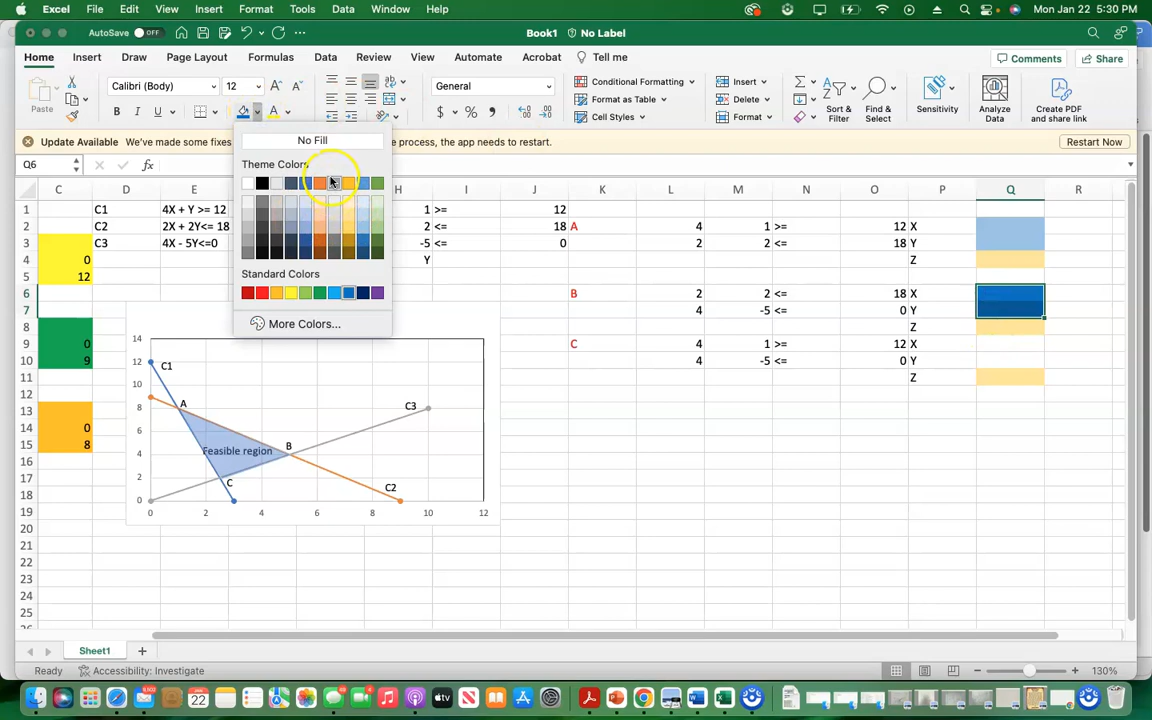 Excel File Edit View Insert Format Tools Data Window Help Mon Jan 22 5:30 PM
AutoSave OFF Book1 No Label
Home Insert Draw Page Layout Formulas Data Review View Automate Acrobat Tell me Comments Share
Paste Calibri (Body) 12 General Conditional Formatting Insert
Format as Table Delete
B I U Cell Styles Format
Sort & Filter Find & Select Sensitivity Analyze Data Create PDF and share
Update Available We've made some fixes process, the app needs to restart. Restart Now
Q6 fx
No Fill
Theme Colors
Standard Colors
More Colors...
C D E H I J K L M N O P Q R
1 C1 4X + Y >= 12 1 >= 12
2 C2 2X + 2Y<= 18 2 <= 18 A 4 1 >= 12 X
3 0 C3 4X - 5Y<=0 -5 <= 0 2 2 <= 18 Y
4 0 Y Z
5 12
6 B 2 2 <= 18 X
7 4 -5 <= 0 Y
8 Z
9 0 C 4 1 >= 12 X
10 9 4 -5 <= 0 Y
11 Z
12
13
14 0
15 8
16
17
18
19
20
21
22
23
24
25
14
12
10
8
6
4
2
0
C1
A
C3
Feasible region
B
C
C2
0 2 4 6 8 10 12
Sheet1
Ready Accessibility: Investigate 130%